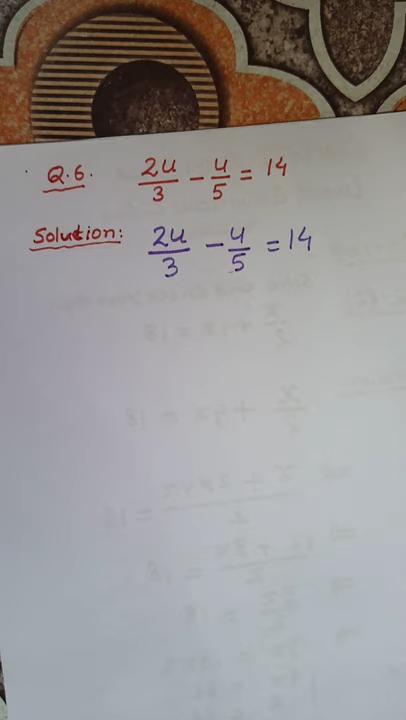 Q.6. 2u/3 - u/5 = 14
Solution: 2u/3 - u/5 = 14